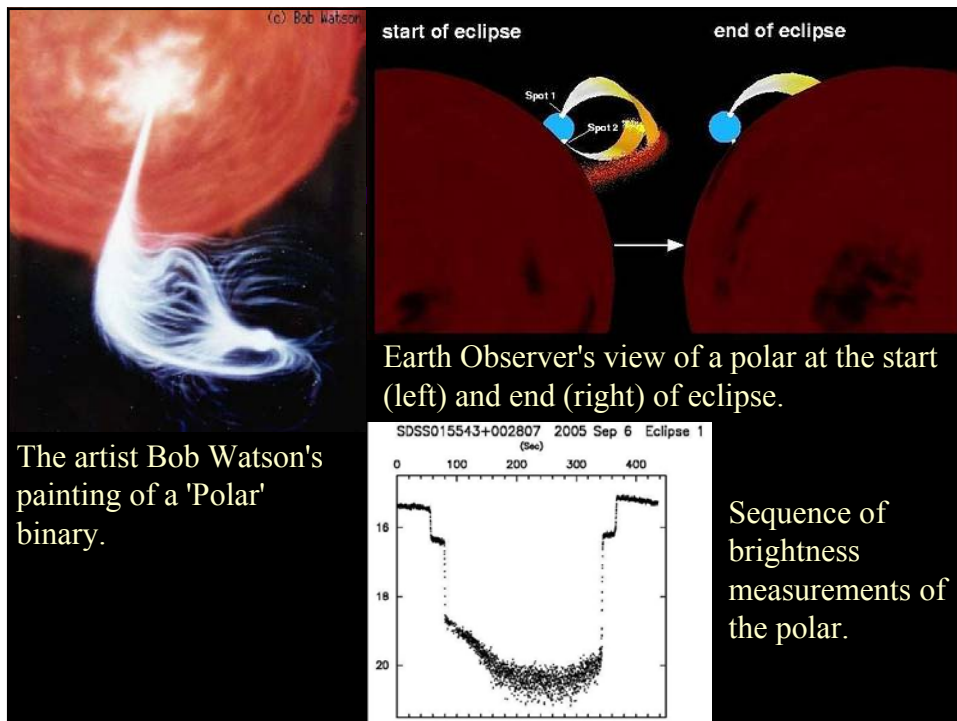 (c) Bob Watson
The artist Bob Watson's
painting of a 'Polar'
binary.
start of eclipse
end of eclipse
Spot 1
Spot 2
Earth Observer's view of a polar at the start
(left) and end (right) of eclipse.
SDSS015543+002807 2005 Sep 6 Eclipse 1
(Sec)
0 100 200 300 400
16
18
20
Sequence of
brightness
measurements of
the polar.